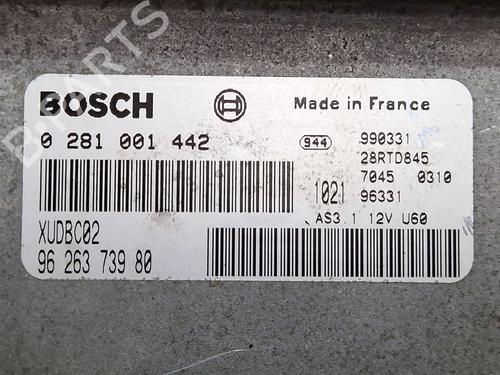 BOSCH
Made in France
0 281 001 442
944
990331
28RTD845
7045 0310
1021
96331
AS3.1 12V U60
XUDBC02
96 263 739 80
B-PARTS